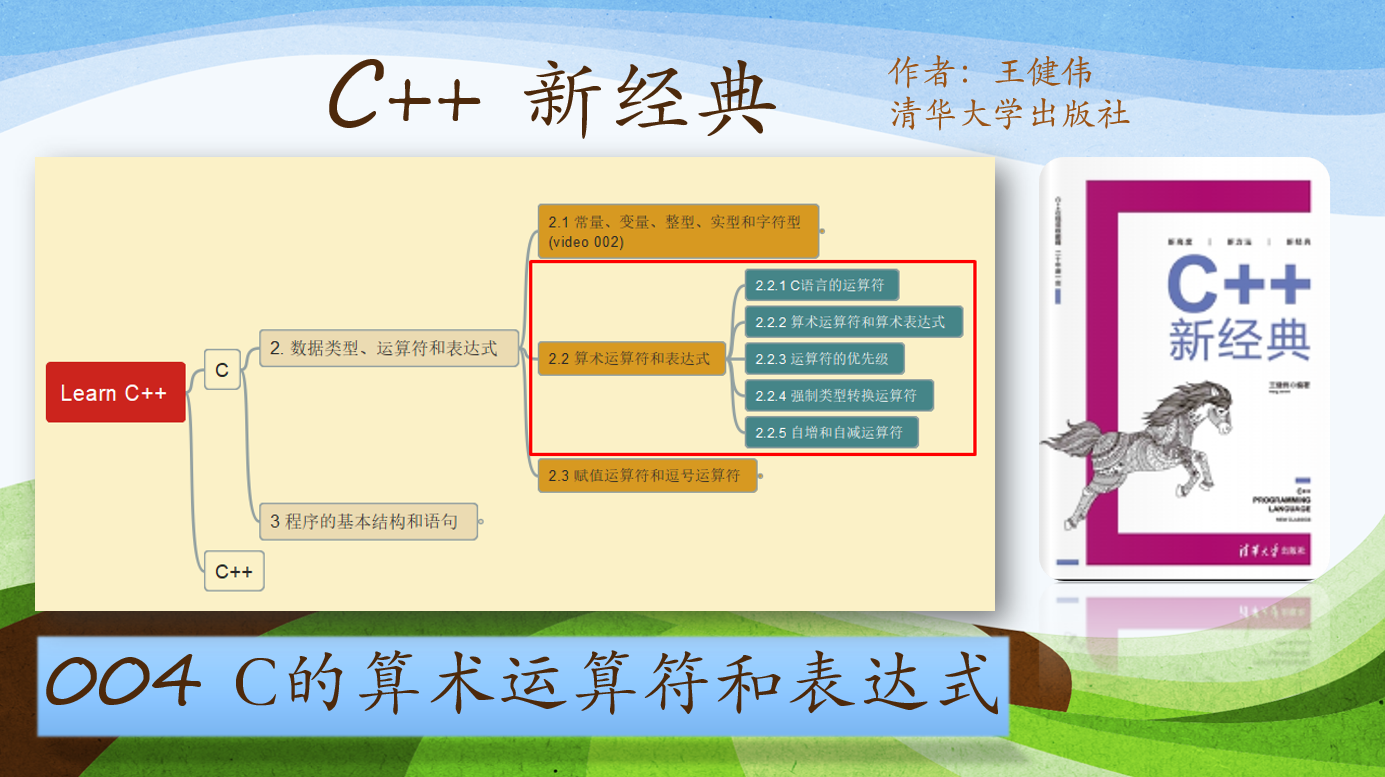 C++ 新经典
作者：王健伟
清华大学出版社
2.1 常量、变量、整型、实型和字符型
(video 002)
2.2.1 C语言的运算符
2.2.2 算术运算符和算术表达式
2. 数据类型、运算符和表达式
2.2 算术运算符和表达式
2.2.3 运算符的优先级
Learn C++
C
2.2.4 强制类型转换运算符
2.2.5 自增和自减运算符
2.3 赋值运算符和逗号运算符
3 程序的基本结构和语句
C++
新高度 | 新方法 | 新经典
C++
新经典
王健伟◎编著
C++
PROGRAMMING
LANGUAGE
NEW CLASSICS
清华大学出版社
004 C的算术运算符和表达式